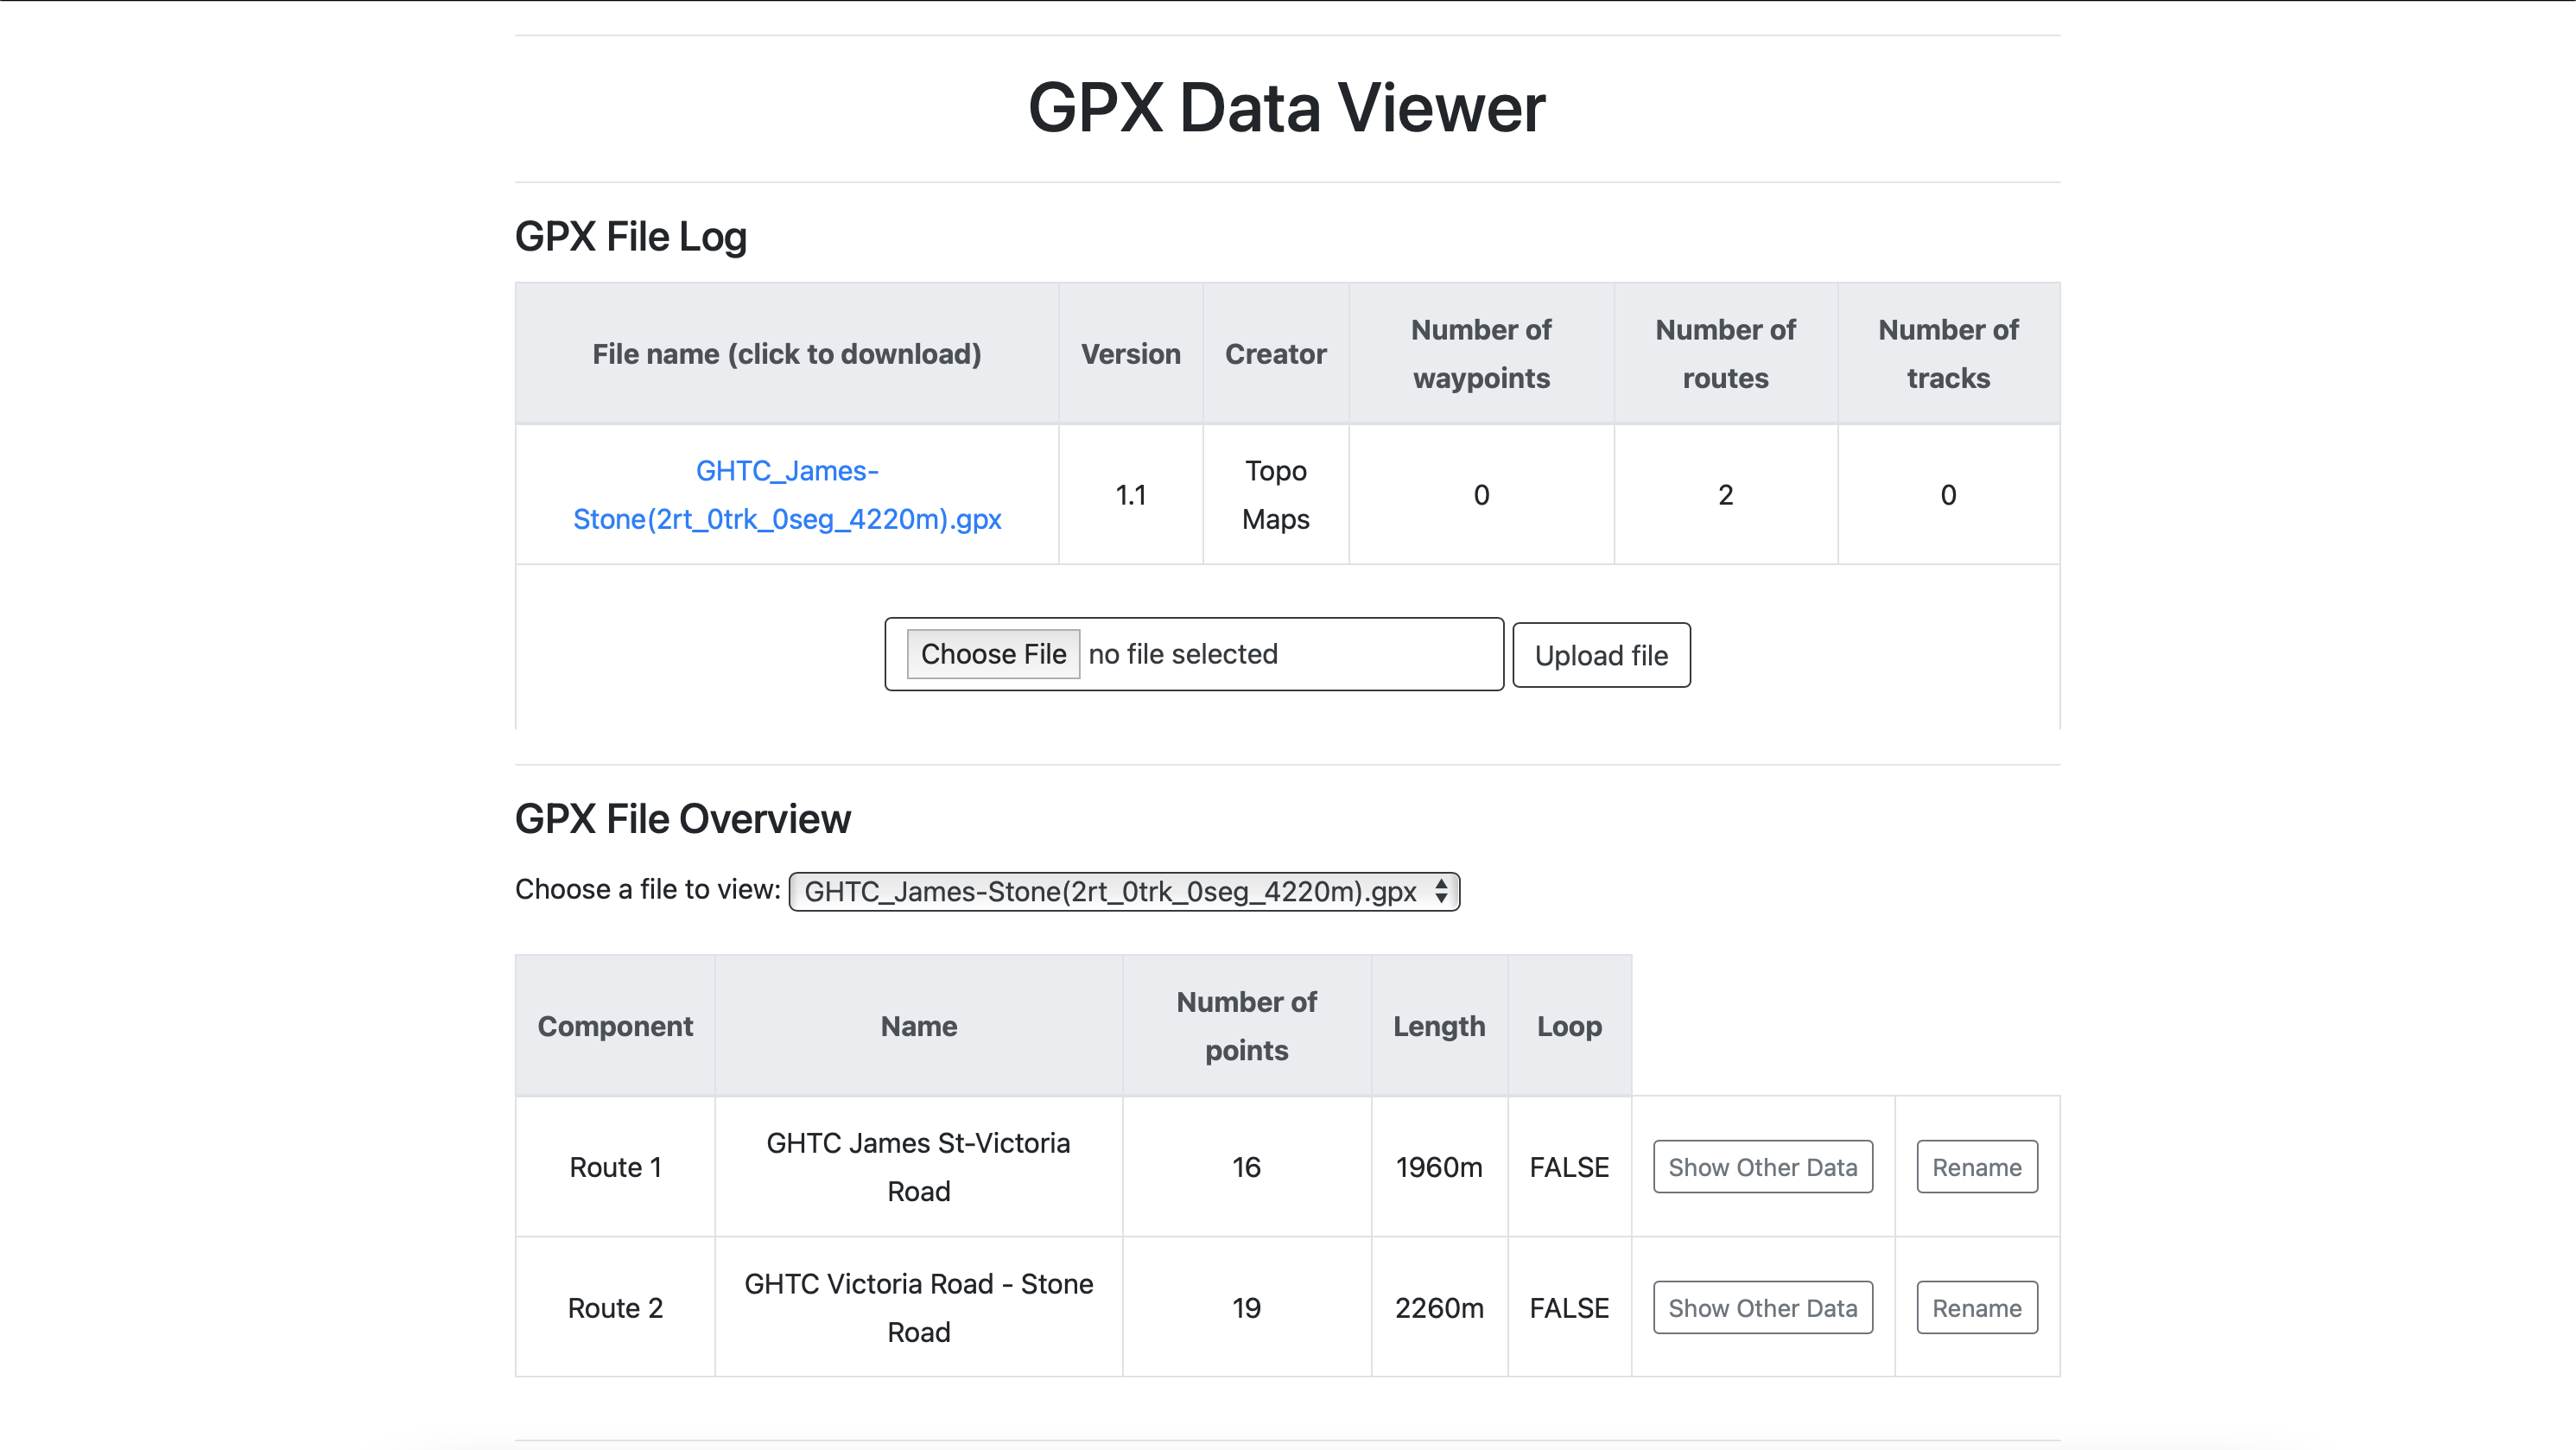 GPX Data Viewer
GPX File Log
File name (click to download) Version Creator Number of waypoints Number of routes Number of tracks
GHTC_James-
Stone(2rt_0trk_0seg_4220m).gpx 1.1 Topo Maps 0 2 0
Choose File no file selected Upload file
GPX File Overview
Choose a file to view: GHTC_James-Stone(2rt_0trk_0seg_4220m).gpx
Component Name Number of points Length Loop
Route 1 GHTC James St-Victoria Road 16 1960m FALSE Show Other Data Rename
Route 2 GHTC Victoria Road - Stone Road 19 2260m FALSE Show Other Data Rename